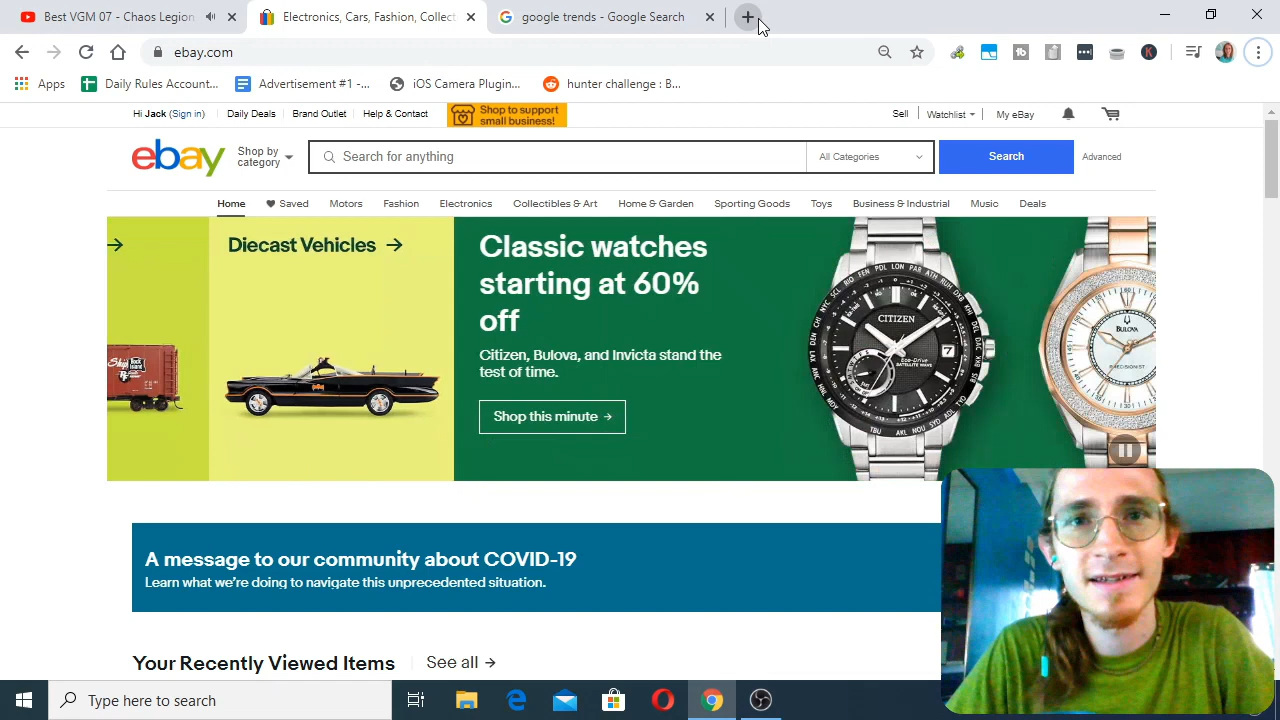 Best VGM 07 - Chaos Legion
Electronics, Cars, Fashion, Collect
google trends - Google Search
ebay.com
Apps
Daily Rules Account...
Advertisement #1 -...
iOS Camera Plugin...
hunter challenge : B...
Hi Jack (Sign in)
Daily Deals
Brand Outlet
Help & Contact
Shop to support
small business!
Sell
Watchlist
My eBay
ebay
Shop by
category
Search for anything
All Categories
Search
Advanced
Home
Saved
Motors
Fashion
Electronics
Collectibles & Art
Home & Garden
Sporting Goods
Toys
Business & Industrial
Music
Deals
Diecast Vehicles
Classic watches
starting at 60%
off
Citizen, Bulova, and Invicta stand the
test of time.
Shop this minute
CITIZEN
Eco-Drive
SATELLITE WAVE
BULOVA
PRECISIONIST
A message to our community about COVID-19
Learn what we're doing to navigate this unprecedented situation.
Your Recently Viewed Items
See all
Type here to search